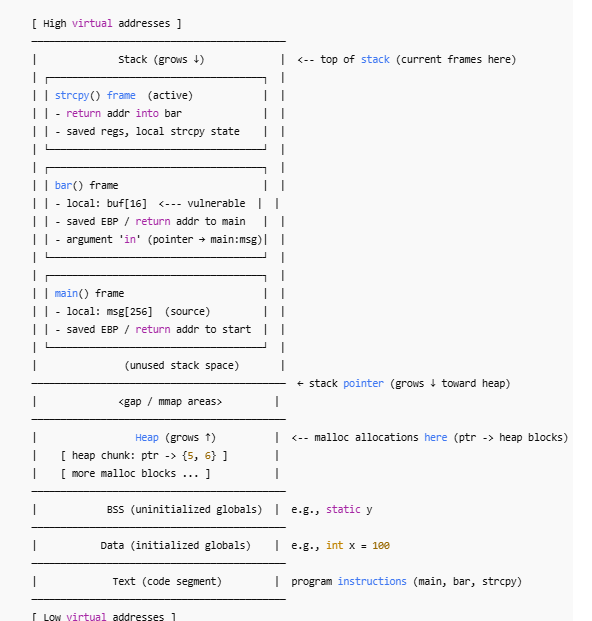 [ High virtual addresses ]
| Stack (grows ↓) | <-- top of stack (current frames here)
| | strcpy() frame (active) | |
| | - return addr into bar | |
| | - saved regs, local strcpy state | |
| | bar() frame | |
| | - local: buf[16] <--- vulnerable | |
| | - saved EBP / return addr to main | |
| | - argument 'in' (pointer → main:msg)| |
| | main() frame | |
| | - local: msg[256] (source) | |
| | - saved EBP / return addr to start | |
| (unused stack space) |
← stack pointer (grows ↓ toward heap)
| <gap / mmap areas> |
| Heap (grows ↑) | <-- malloc allocations here (ptr -> heap blocks)
| [ heap chunk: ptr -> {5, 6} ] |
| [ more malloc blocks ... ] |
| BSS (uninitialized globals) | e.g., static y
| Data (initialized globals) | e.g., int x = 100
| Text (code segment) | program instructions (main, bar, strcpy)
[ Low virtual addresses ]